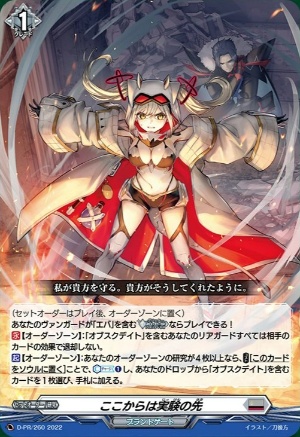 1
グレード
私が貴方を守る。貴方がそうしてくれたように。
(セットオーダーはプレイ後、オーダーゾーンに置く)
あなたのヴァンガードが「エバ」を含む
ならプレイできる!
【オーダーゾーン】:「オブスクデイト」を含むあなたのリアガードすべては相手の
カードの効果で退却しない。
【オーダーゾーン】:あなたのオーダーゾーンの研究が4枚以上なら、[このカード
をソウルに置く]ことで、
1し、あなたのドロップから「オブスクデイト」を含む
カードを1枚選び、手札に加える。
セットオーダー
ここからは実験の先
ブラントゲート
D-PR/260 2022
イラスト/刀彼方